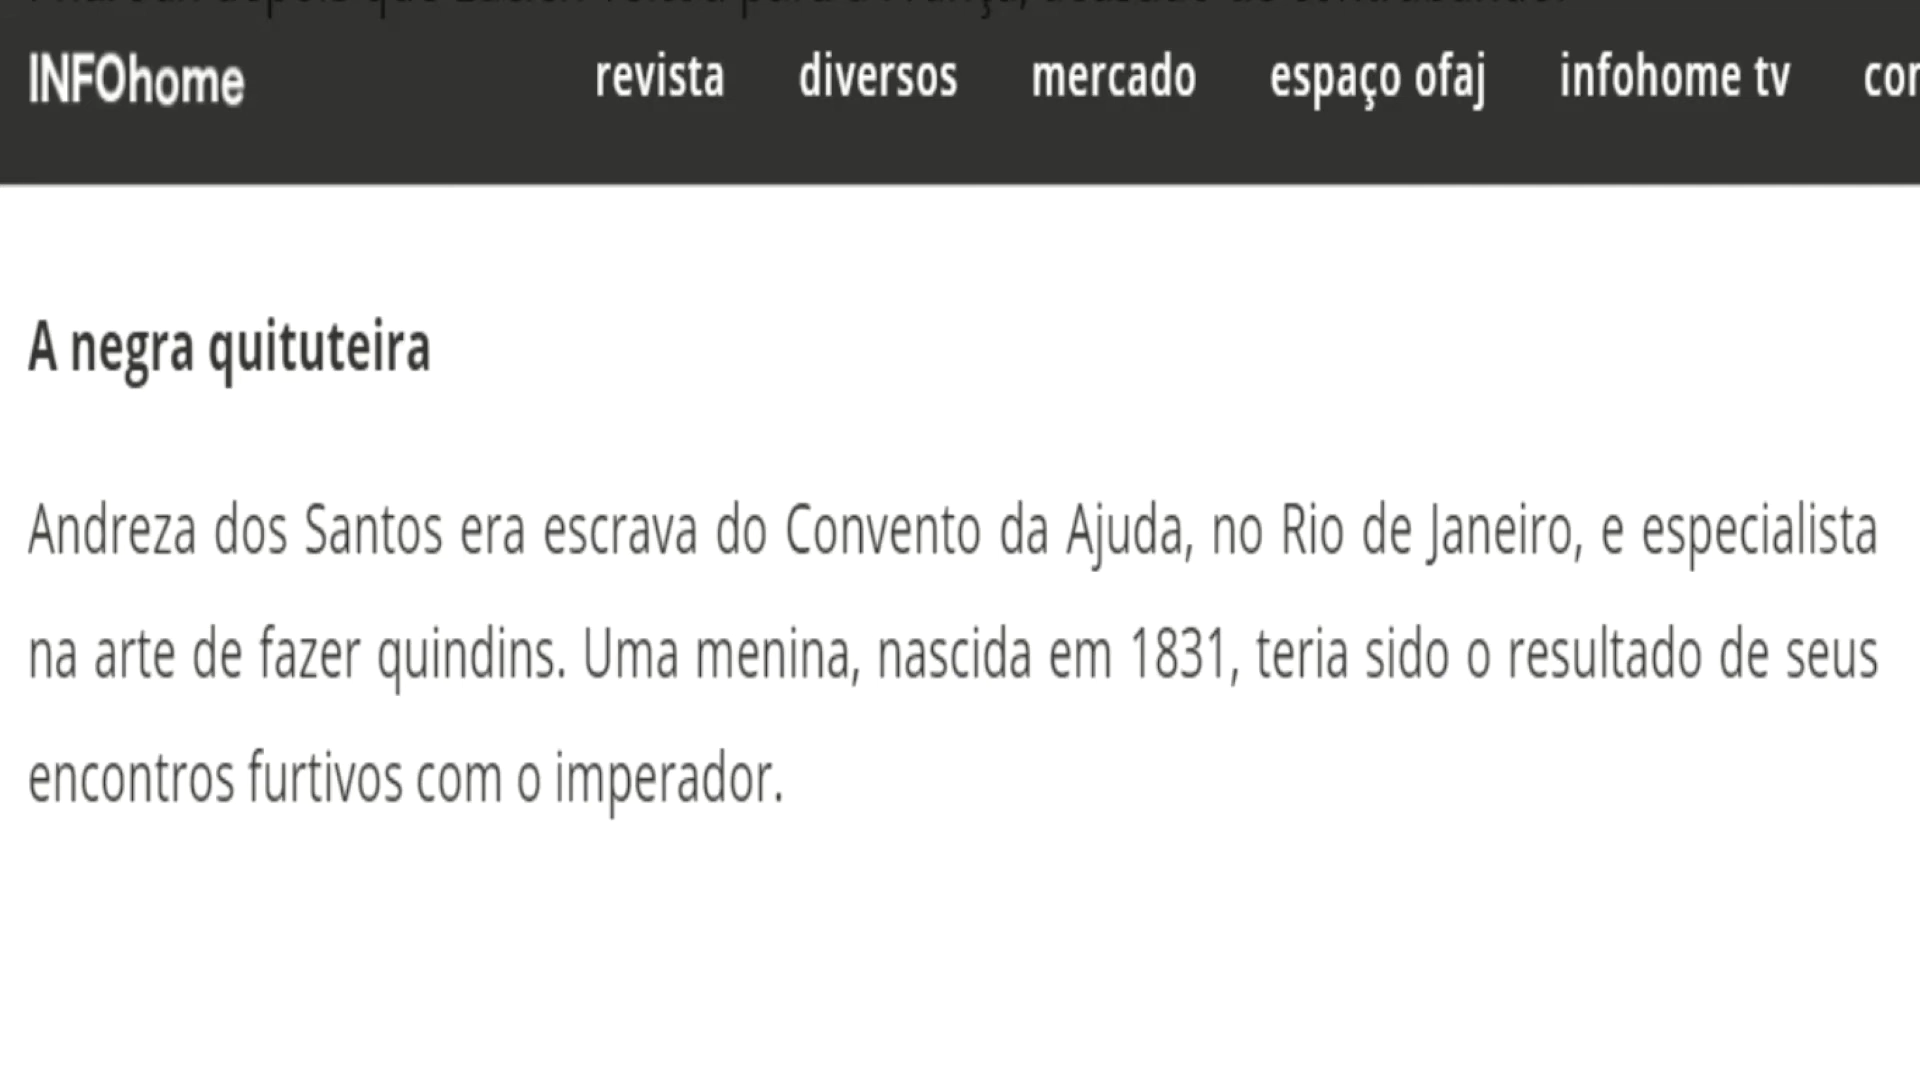 INFOhome revista diversos mercado espaço ofaj infohome tv
A negra quituteira
Andreza dos Santos era escrava do Convento da Ajuda, no Rio de Janeiro, e especialista
na arte de fazer quindins. Uma menina, nascida em 1831, teria sido o resultado de seus
encontros furtivos com o imperador.